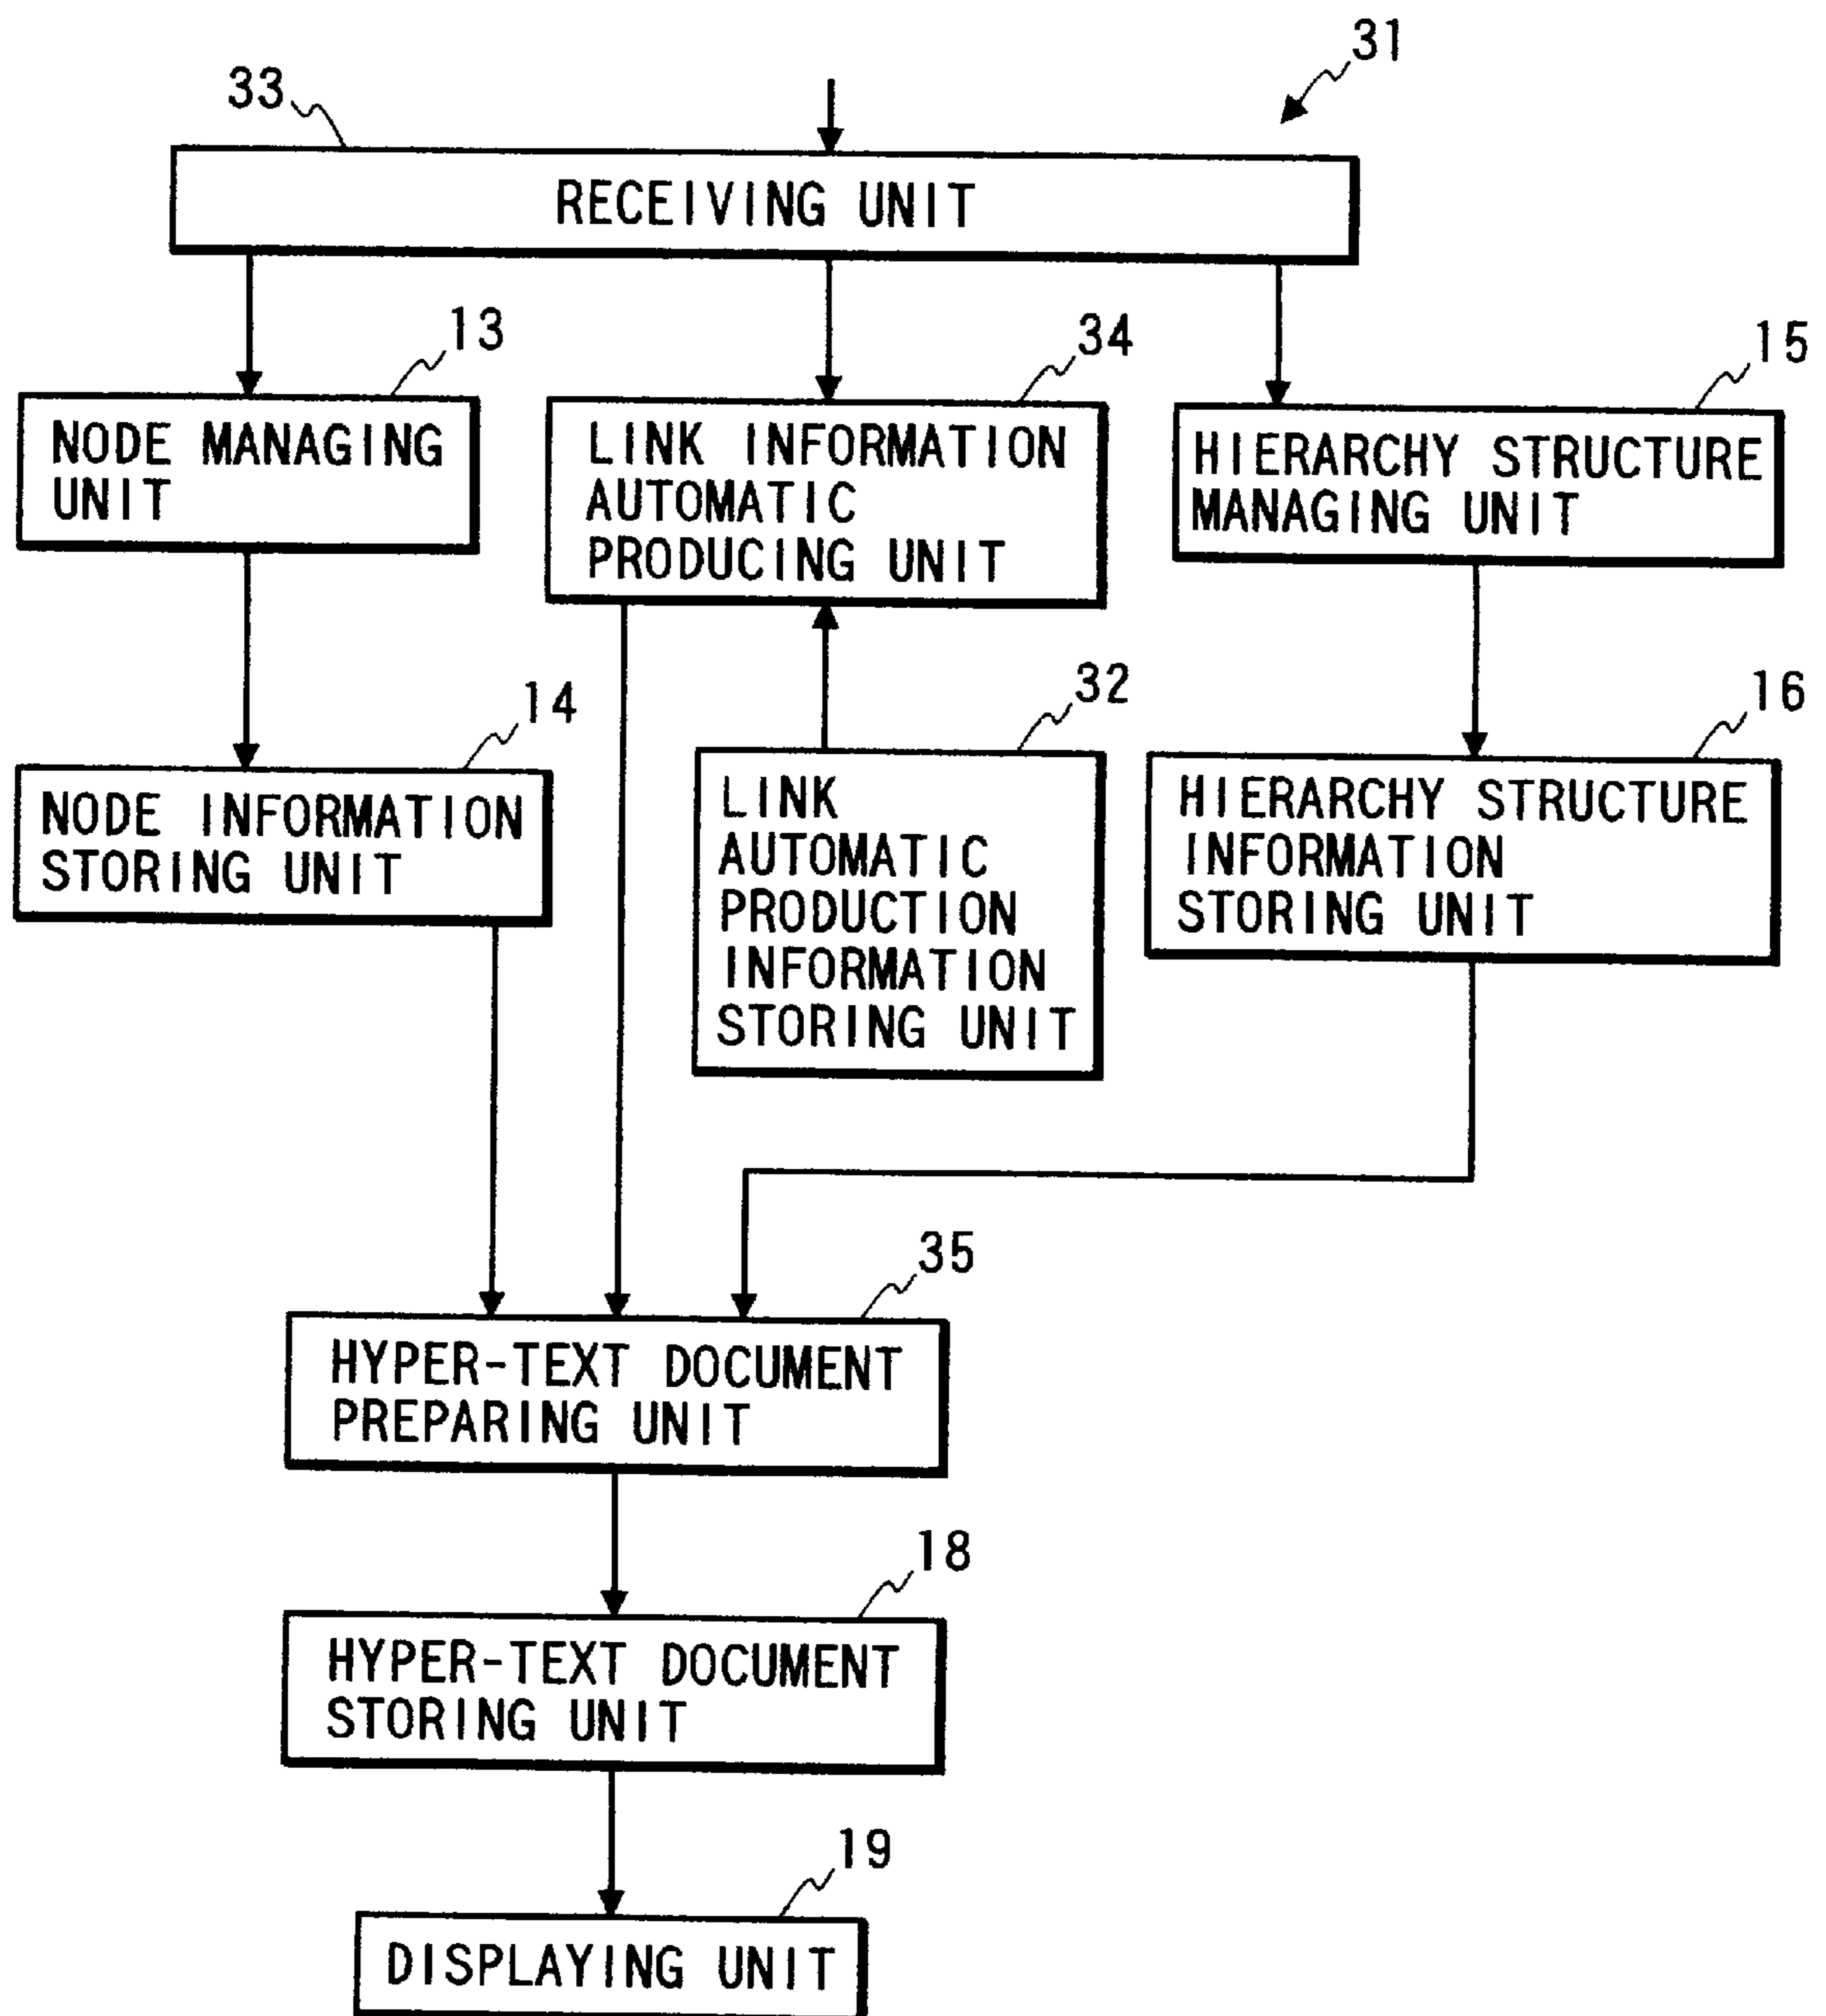 31
33
RECEIVING UNIT
13
34
15
NODE MANAGING
UNIT
LINK INFORMATION
AUTOMATIC
PRODUCING UNIT
HIERARCHY STRUCTURE
MANAGING UNIT
14
32
16
NODE INFORMATION
STORING UNIT
LINK
AUTOMATIC
PRODUCTION
INFORMATION
STORING UNIT
HIERARCHY STRUCTURE
INFORMATION
STORING UNIT
35
HYPER-TEXT DOCUMENT
PREPARING UNIT
18
HYPER-TEXT DOCUMENT
STORING UNIT
19
DISPLAYING UNIT